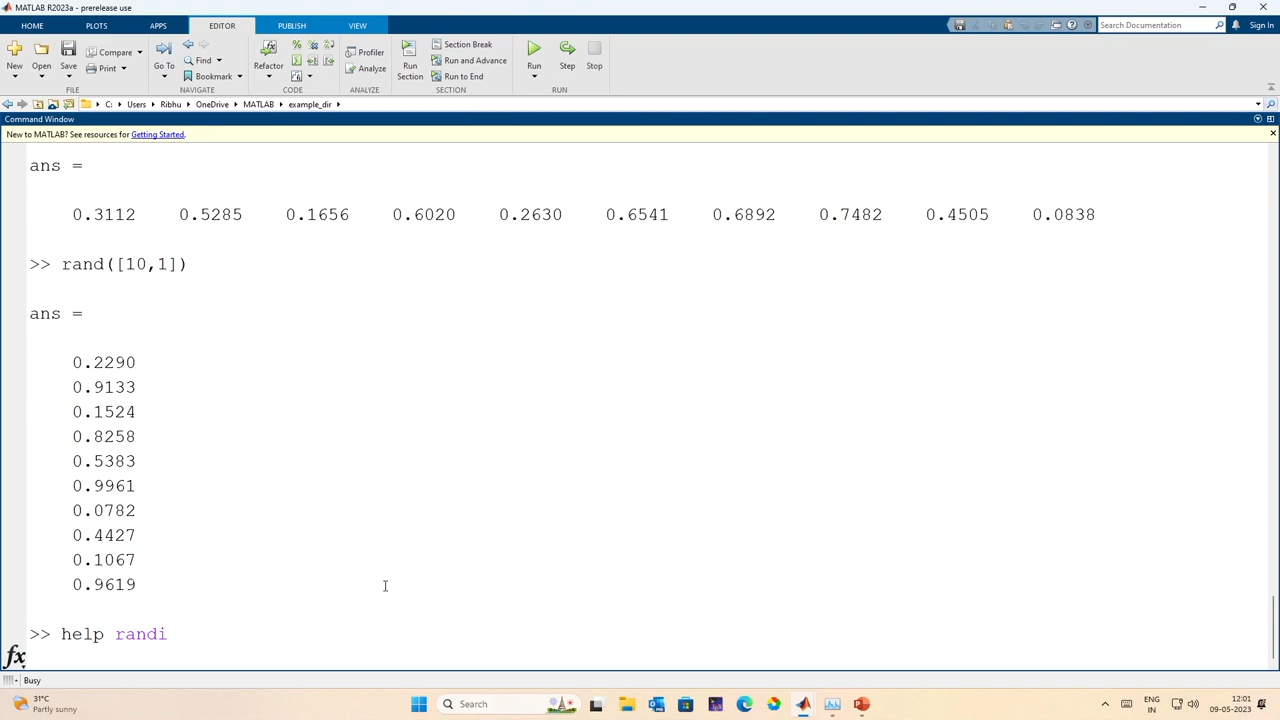 MATLAB R2023a - prerelease use
HOME PLOTS APPS EDITOR PUBLISH VIEW
Search Documentation Sign In
New Open Save Compare Print Go To Find Bookmark Refactor Profiler Analyze Run Section Section Break Run and Advance Run to End Run Step Stop
FILE NAVIGATE CODE ANALYZE SECTION RUN
C: Users Ribhu OneDrive MATLAB example_dir
Command Window
New to MATLAB? See resources for Getting Started.
ans =
0.3112 0.5285 0.1656 0.6020 0.2630 0.6541 0.6892 0.7482 0.4505 0.0838
>> rand([10,1])
ans =
0.2290
0.9133
0.1524
0.8258
0.5383
0.9961
0.0782
0.4427
0.1067
0.9619
>> help randi
fx
Busy
31°C
Partly sunny
Search
ENG
IN
12:01
09-05-2023